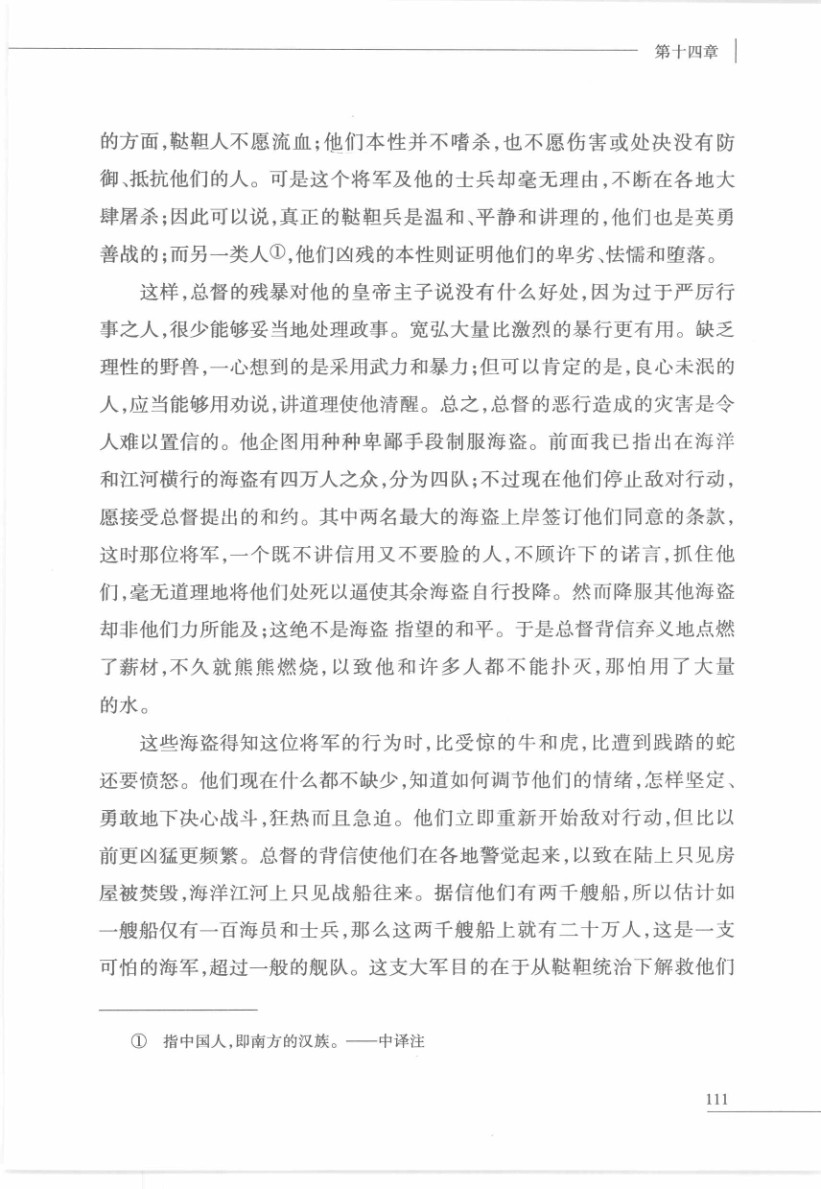 第十四章
的方面,鞑靼人不愿流血;他们本性并不嗜杀,也不愿伤害或处决没有防
御、抵抗他们的人。可是这个将军及他的士兵却毫无理由,不断在各地大
肆屠杀;因此可以说,真正的鞑靼兵是温和、平静和讲理的,他们也是英勇
善战的;而另一类人①,他们凶残的本性则证明他们的卑劣、怯懦和堕落。
这样,总督的残暴对他的皇帝主子说没有什么好处,因为过于严厉行
事之人,很少能够妥当地处理政事。宽弘大量比激烈的暴行更有用。缺乏
理性的野兽,一心想到的是采用武力和暴力;但可以肯定的是,良心未泯的
人,应当能够用劝说,讲道理使他清醒。总之,总督的恶行造成的灾害是令
人难以置信的。他企图用种种卑鄙手段制服海盗。前面我已指出在海洋
和江河横行的海盗有四万人之众,分为四队;不过现在他们停止敌对行动,
愿接受总督提出的和约。其中两名最大的海盗上岸签订他们同意的条款,
这时那位将军,一个既不讲信用又不要脸的人,不顾许下的诺言,抓住他
们,毫无道理地将他们处死以逼使其余海盗自行投降。然而降服其他海盗
却非他们力所能及;这绝不是海盗 指望的和平。于是总督背信弃义地点燃
了薪材,不久就熊熊燃烧,以致他和许多人都不能扑灭,那怕用了大量
的水。
这些海盗得知这位将军的行为时,比受惊的牛和虎,比遭到践踏的蛇
还要愤怒。他们现在什么都不缺少,知道如何调节他们的情绪,怎样坚定、
勇敢地下决心战斗,狂热而且急迫。他们立即重新开始敌对行动,但比以
前更凶猛更频繁。总督的背信使他们在各地警觉起来,以致在陆上只见房
屋被焚毁,海洋江河上只见战船往来。据信他们有两千艘船,所以估计如
一艘船仅有一百海员和士兵,那么这两千艘船上就有二十万人,这是一支
可怕的海军,超过一般的舰队。这支大军目的在于从鞑靼统治下解救他们
① 指中国人,即南方的汉族。——中译注
111